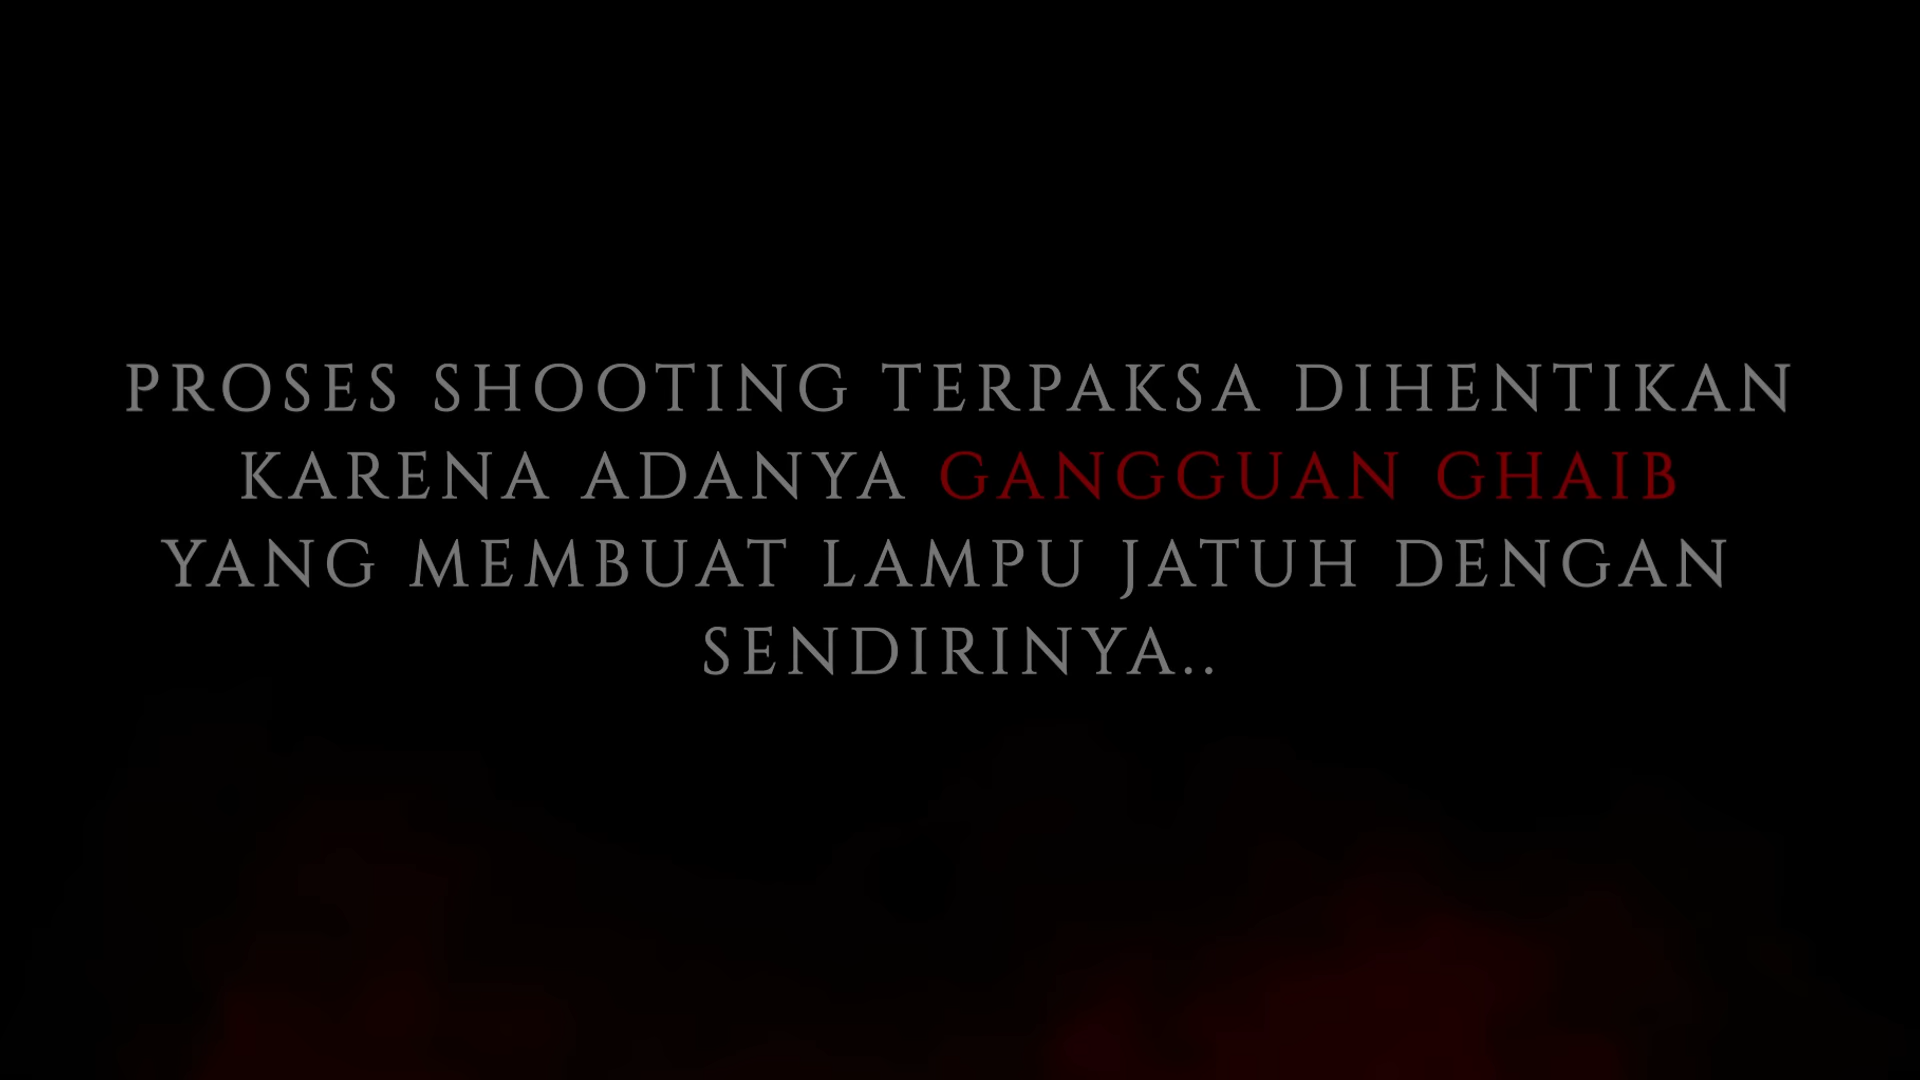 PROSES SHOOTING TERPAKSA DIHENTIKAN
KARENA ADANYA GANGGUAN GHAIB
YANG MEMBUAT LAMPU JATUH DENGAN
SENDIRINYA..